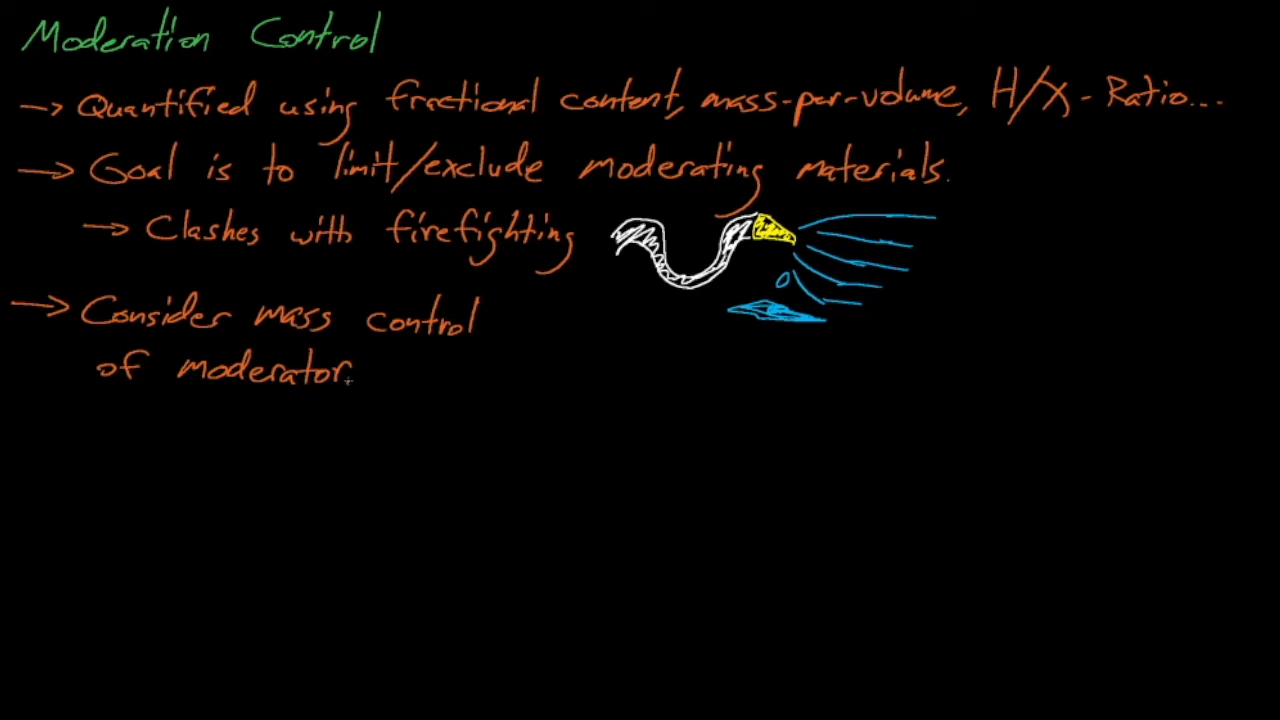 Moderation Control
→ Quantified using fractional content, mass-per-volume, H/X-Ratio...
→ Goal is to limit/exclude moderating materials.
→ Clashes with firefighting
→ Consider mass control
of moderator.